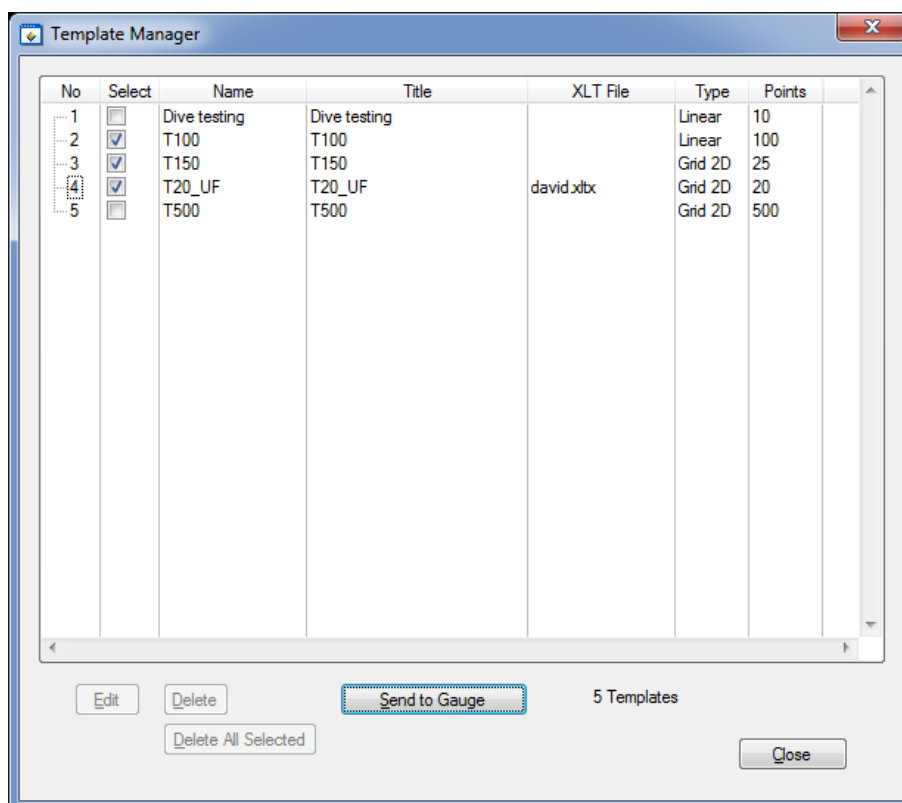 Template Manager
No Select Name Title XLT File Type Points
1 Dive testing Dive testing Linear 10
2 T100 T100 Linear 100
3 T150 T150 Grid 2D 25
4 T20_UF T20_UF david.xltx Grid 2D 20
5 T500 T500 Grid 2D 500
Edit Delete Send to Gauge 5 Templates
Delete All Selected
Close